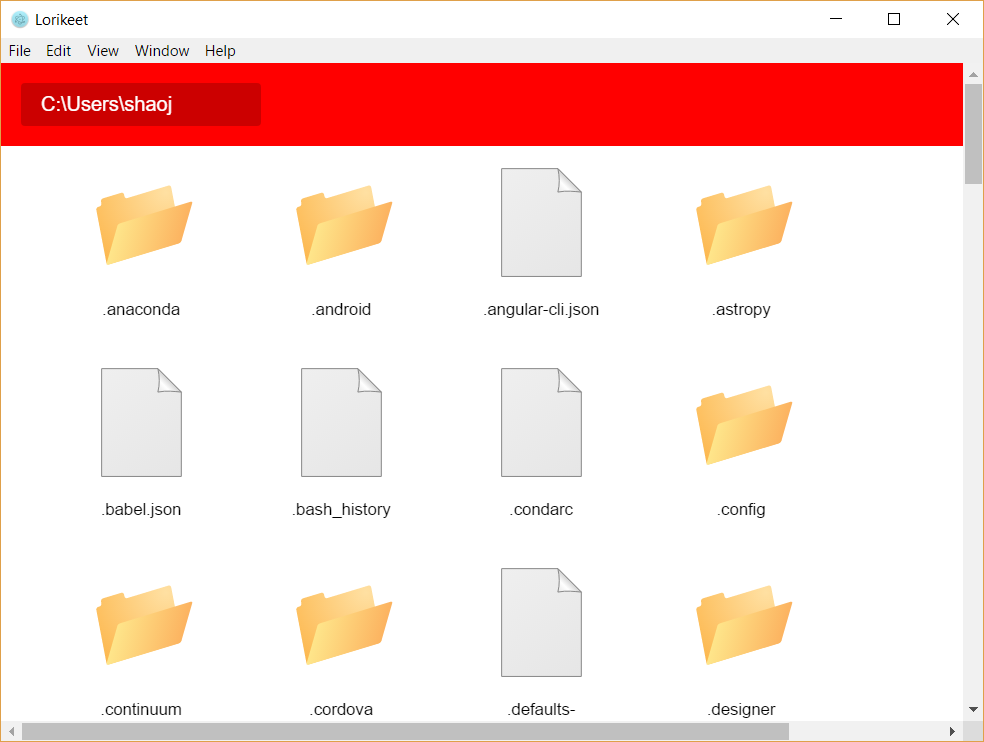 Lorikeet
File Edit View Window Help
C:\Users\shaoj
.anaconda .android .angular-cli.json .astropy
.babel.json .bash_history .condarc .config
.continuum .cordova .defaults- .designer